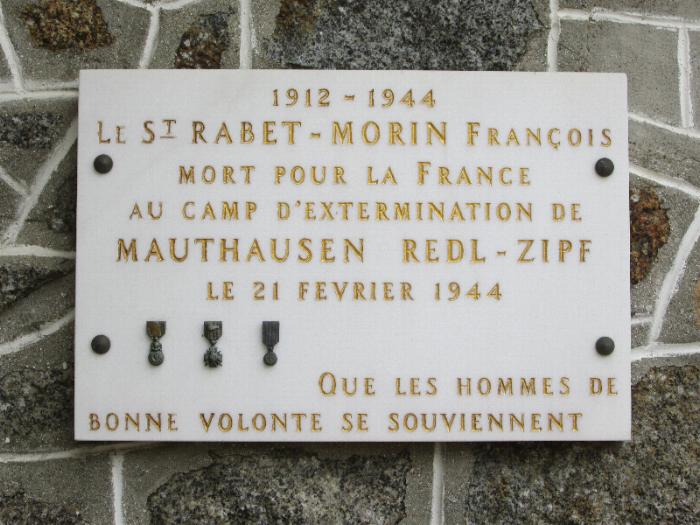 1912 - 1944
LE ST RABET-MORIN FRANÇOIS
MORT POUR LA FRANCE
AU CAMP D'EXTERMINATION DE
MAUTHAUSEN REDL-ZIPF
LE 21 FEVRIER 1944
QUE LES HOMMES DE
BONNE VOLONTE SE SOUVIENNENT